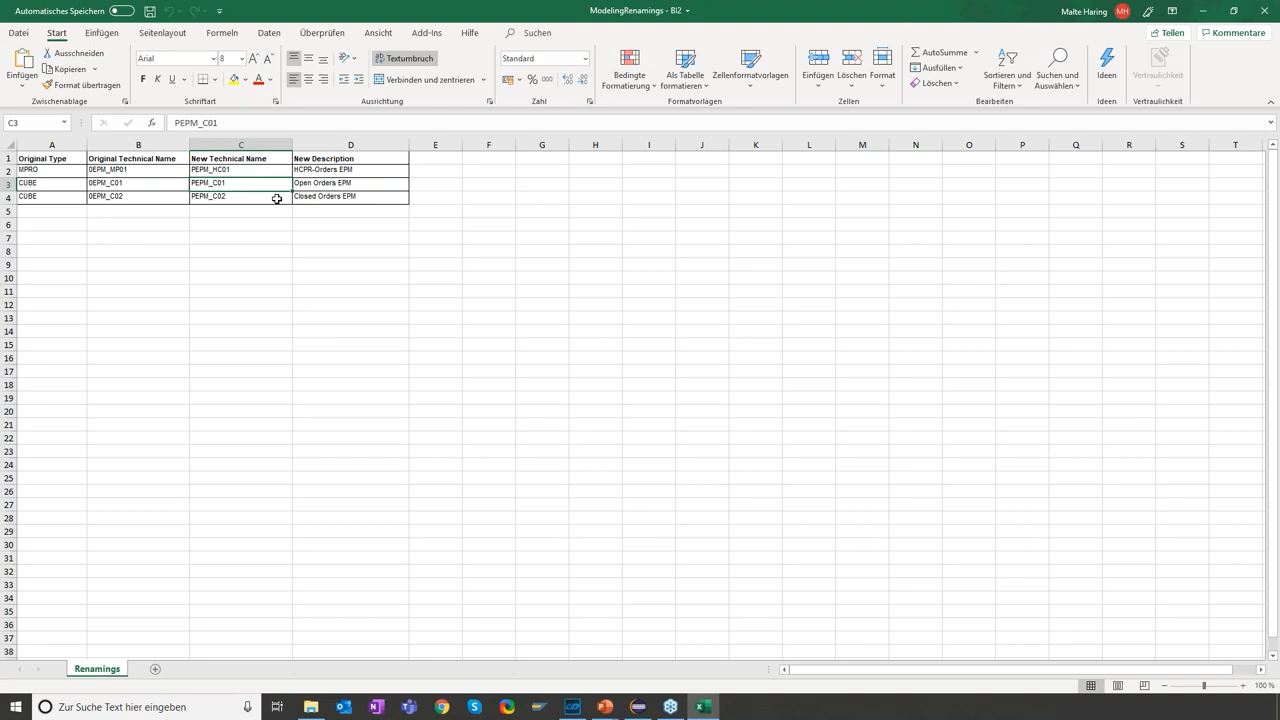 Automatisches Speichern ModelingRenamings - BI2 Malte Haring MH
Datei Start Einfügen Seitenlayout Formeln Daten Überprüfen Ansicht Add-Ins Hilfe Suchen Teilen Kommentare
Einfügen Ausschneiden Kopieren Format übertragen
Arial 8 A A
F K U A
ab Textumbruch
Verbinden und zentrieren
Standard
% 000
Bedingte Formatierung Als Tabelle formatieren Zellenformatvorlagen
Einfügen Löschen Format
AutoSumme Ausfüllen Löschen
Sortieren und Filtern Suchen und Auswählen
Ideen Vertraulichkeit
Zwischenablage Schriftart Ausrichtung Zahl Formatvorlagen Zellen Bearbeiten Ideen Vertraulichkeit
C3 fx PEPM_C01
A B C D E F G H I J K L M N O P Q R S T
1 Original Type Original Technical Name New Technical Name New Description
2 MPRO 0EPM_MP01 PEPM_HC01 HCPR-Orders EPM
3 CUBE 0EPM_C01 PEPM_C01 Open Orders EPM
4 CUBE 0EPM_C02 PEPM_C02 Closed Orders EPM
5
6
7
8
9
10
11
12
13
14
15
16
17
18
19
20
21
22
23
24
25
26
27
28
29
30
31
32
33
34
35
36
37
38
Renamings
100 %
Zur Suche Text hier eingeben